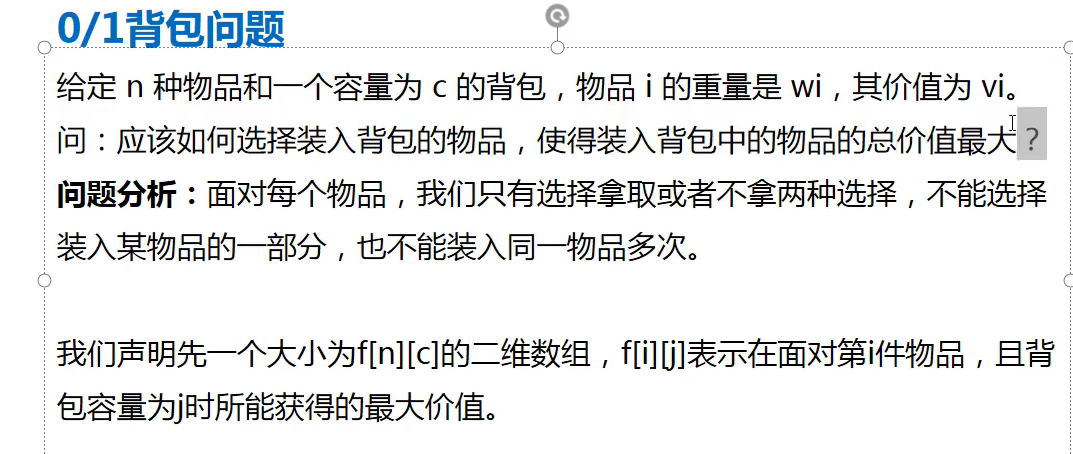 0/1背包问题
给定 n 种物品和一个容量为 c 的背包，物品 i 的重量是 wi，其价值为 vi。
问：应该如何选择装入背包的物品，使得装入背包中的物品的总价值最大？
问题分析：面对每个物品，我们只有选择拿取或者不拿两种选择，不能选择
装入某物品的一部分，也不能装入同一物品多次。
我们声明先一个大小为f[n][c]的二维数组，f[i][j]表示在面对第i件物品，且背
包容量为j时所能获得的最大价值。